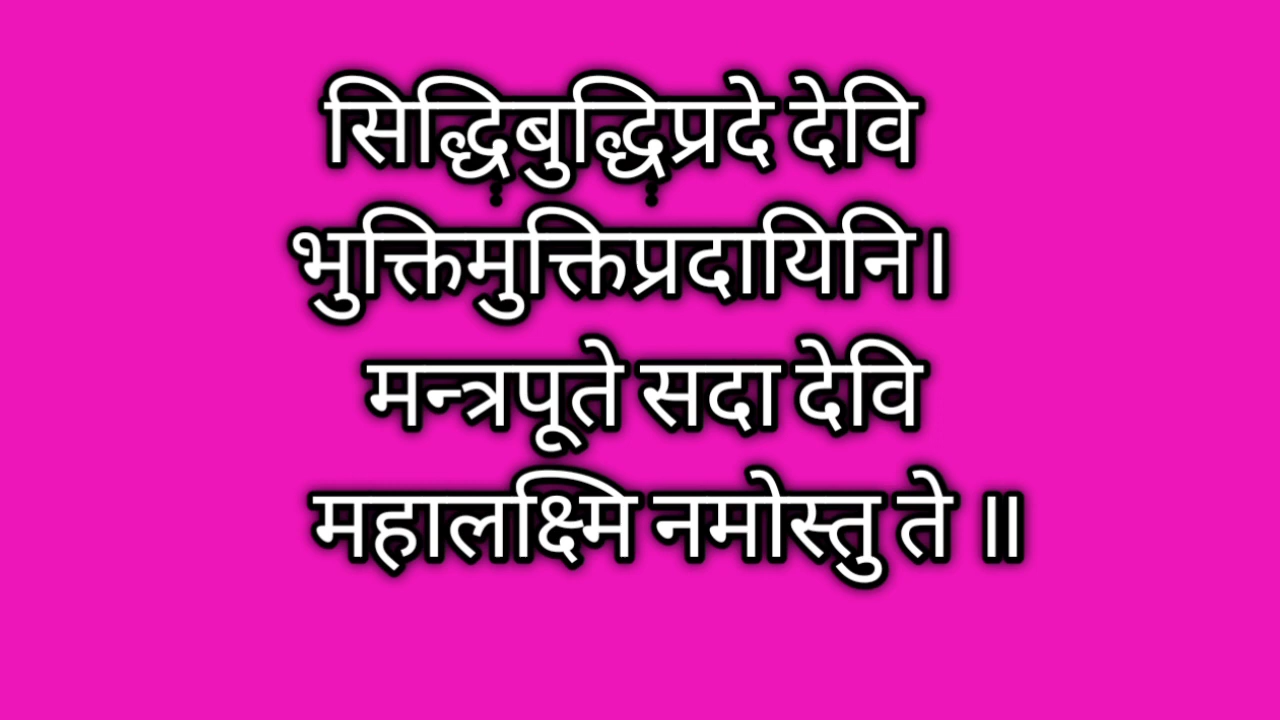 सिद्धिबुद्धिप्रदे देवि
भुक्तिमुक्तिप्रदायिनि।
मन्त्रपूते सदा देवि
महालक्ष्मि नमोस्तु ते ॥